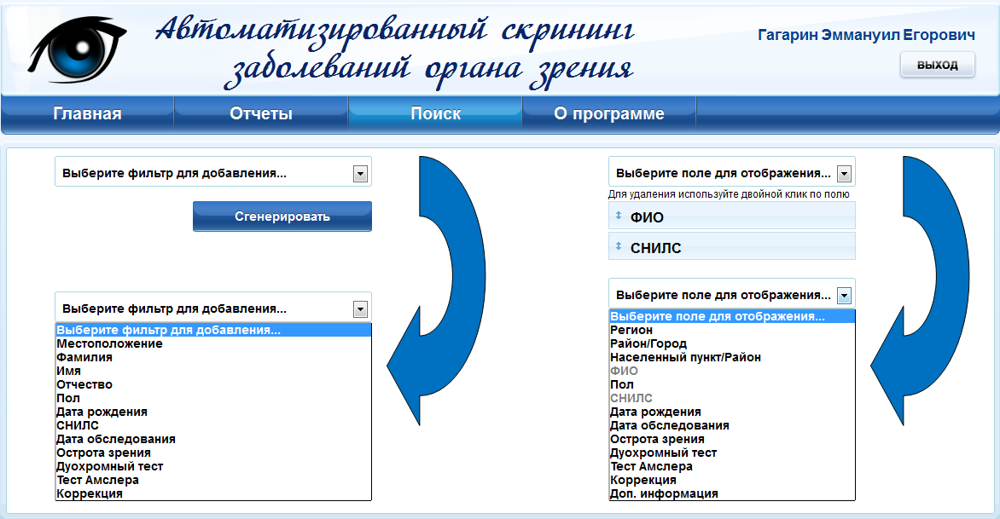 Автоматизированный скрининг
заболеваний органа зрения
Гагарин Эммануил Егорович
выход
Главная
Отчеты
Поиск
О программе
Выберите фильтр для добавления...
Сгенерировать
Выберите фильтр для добавления...
Выберите фильтр для добавления...
Местоположение
Фамилия
Имя
Отчество
Пол
Дата рождения
СНИЛС
Дата обследования
Острота зрения
Дуохромный тест
Тест Амслера
Коррекция
Выберите поле для отображения...
Для удаления используйте двойной клик по полю
ФИО
СНИЛС
Выберите поле для отображения...
Выберите поле для отображения...
Регион
Район/Город
Населенный пункт/Район
ФИО
Пол
СНИЛС
Дата рождения
Дата обследования
Острота зрения
Дуохромный тест
Тест Амслера
Коррекция
Доп. информация